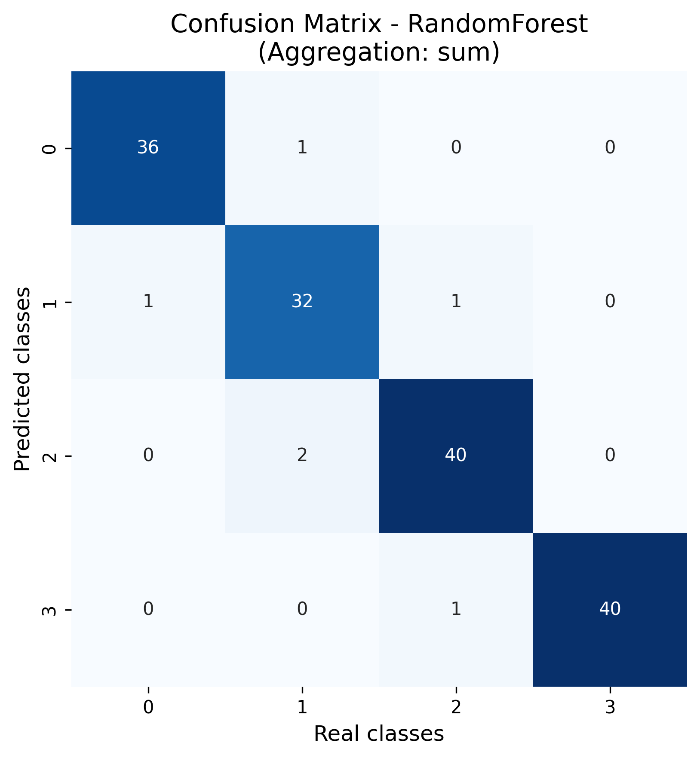 Confusion Matrix - RandomForest
(Aggregation: sum)
0
36 1 0 0
1
1 32 1 0
Predicted classes
2
0 2 40 0
3
0 0 1 40
0 1 2 3
Real classes